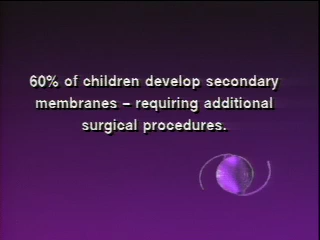 60% of children develop secondary
membranes – requiring additional
surgical procedures.